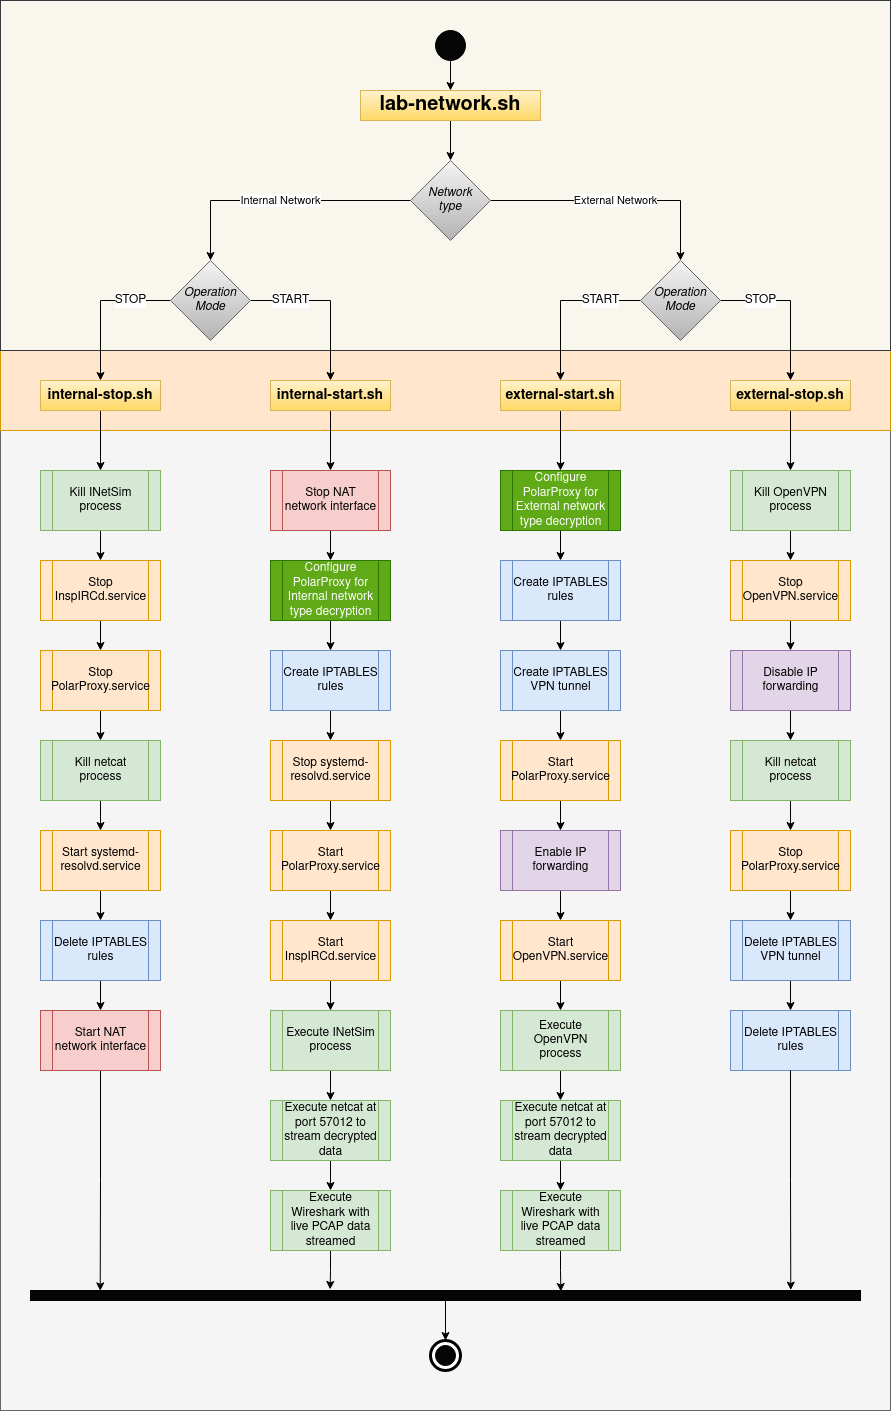 lab-network.sh
Network
type
Internal Network
External Network
Operation
Mode
STOP
START
Operation
Mode
START
STOP
internal-stop.sh
internal-start.sh
external-start.sh
external-stop.sh
Kill INetSim
process
Stop
InspIRCd.service
Stop
PolarProxy.service
Kill netcat
process
Start systemd-
resolvd.service
Delete IPTABLES
rules
Start NAT
network interface
Stop NAT
network interface
Configure
PolarProxy for
Internal network
type decryption
Create IPTABLES
rules
Stop systemd-
resolvd.service
Start
PolarProxy.service
Start
InspIRCd.service
Execute INetSim
process
Execute netcat at
port 57012 to
stream decrypted
data
Execute
Wireshark with
live PCAP data
streamed
Configure
PolarProxy for
External network
type decryption
Create IPTABLES
rules
Create IPTABLES
VPN tunnel
Start
PolarProxy.service
Enable IP
forwarding
Start
OpenVPN.service
Execute
OpenVPN
process
Execute netcat at
port 57012 to
stream decrypted
data
Execute
Wireshark with
live PCAP data
streamed
Kill OpenVPN
process
Stop
OpenVPN.service
Disable IP
forwarding
Kill netcat
process
Stop
PolarProxy.service
Delete IPTABLES
VPN tunnel
Delete IPTABLES
rules